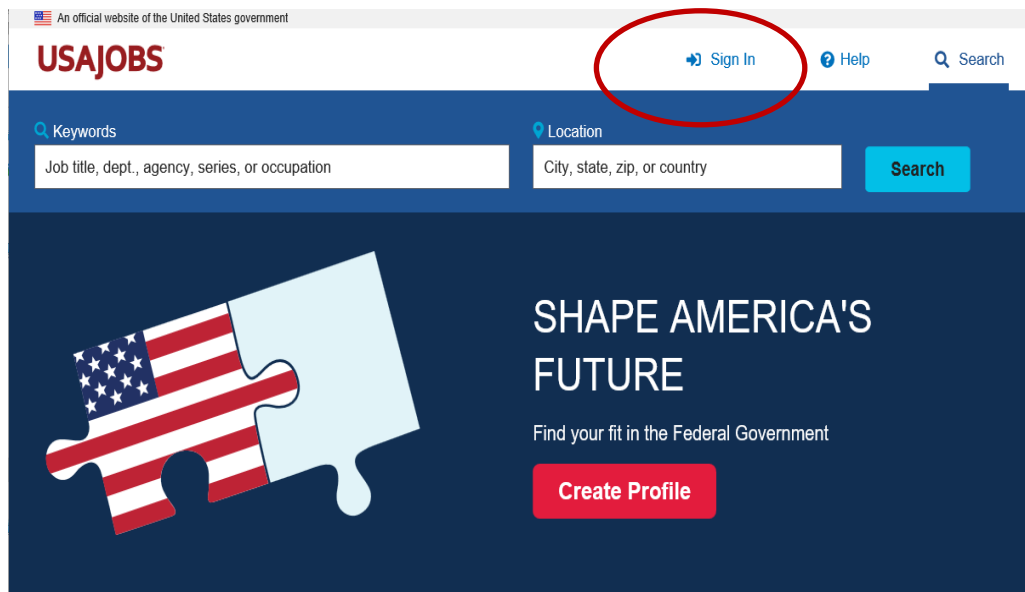 An official website of the United States government
USAJOBS
Sign In
Help
Search
Keywords
Location
Job title, dept., agency, series, or occupation
City, state, zip, or country
Search
SHAPE AMERICA'S
FUTURE
Find your fit in the Federal Government
Create Profile